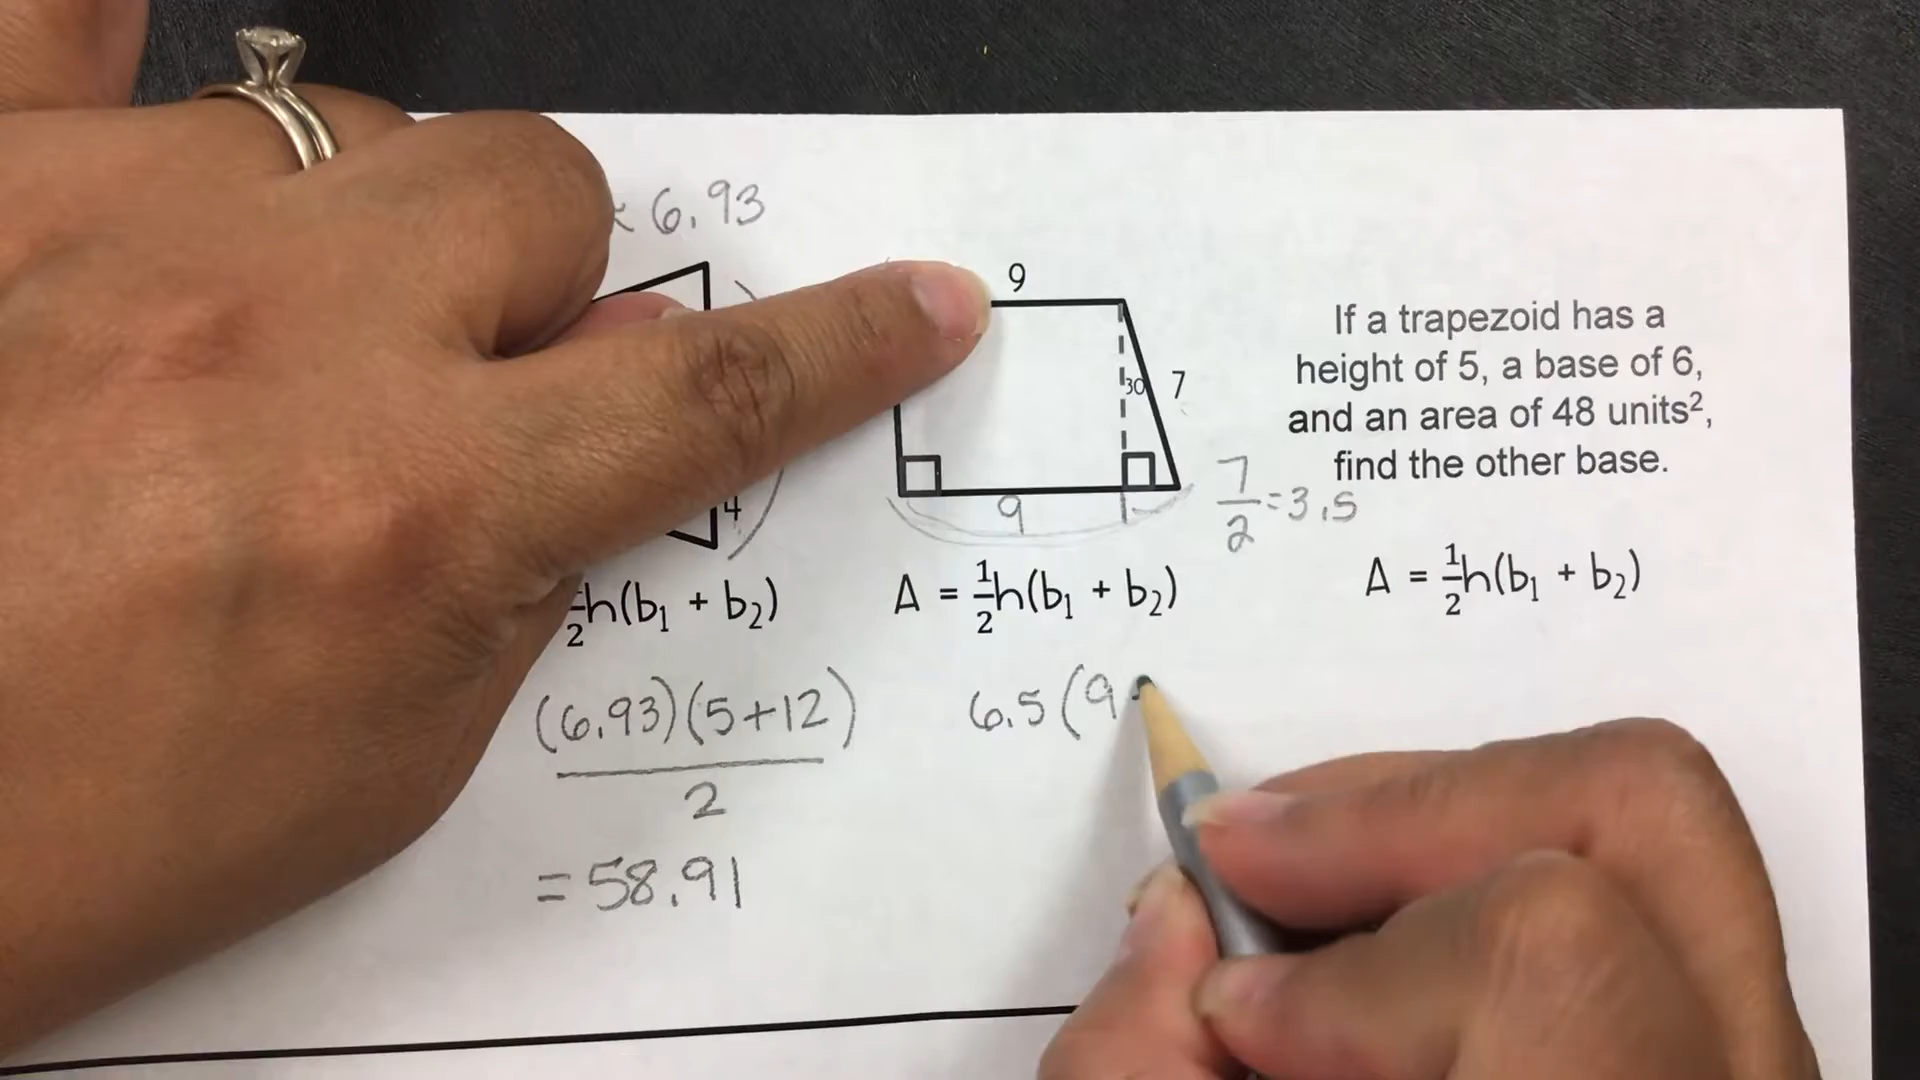 6.93
9
30
7
4
9
7/2 = 3.5
If a trapezoid has a
height of 5, a base of 6,
and an area of 48 units²,
find the other base.
½h(b₁ + b₂)
A = ½h(b₁ + b₂)
A = ½h(b₁ + b₂)
(6.93)(5+12)
2
= 58.91
6.5(9